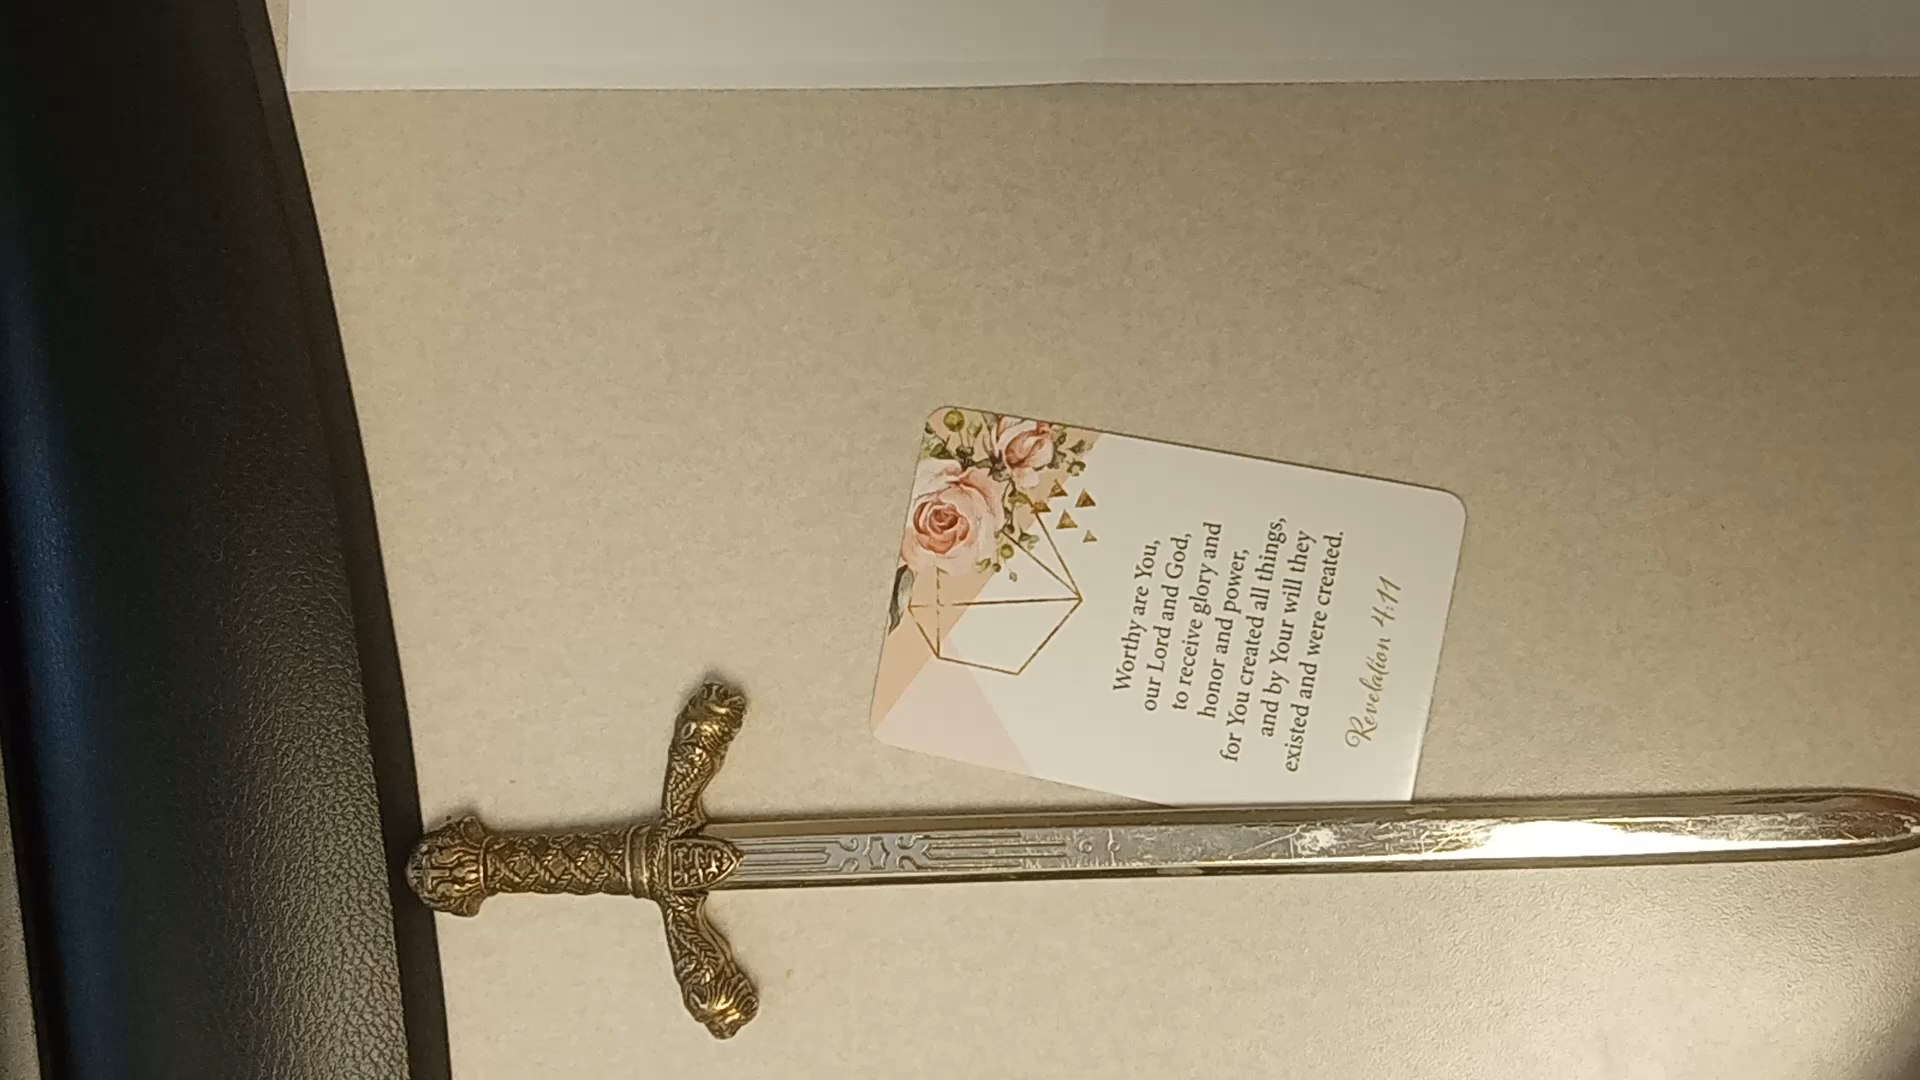 Worthy are You,
our Lord and God,
to receive glory and
honor and power,
for You created all things,
and by Your will they
existed and were created.
Revelation 4:11